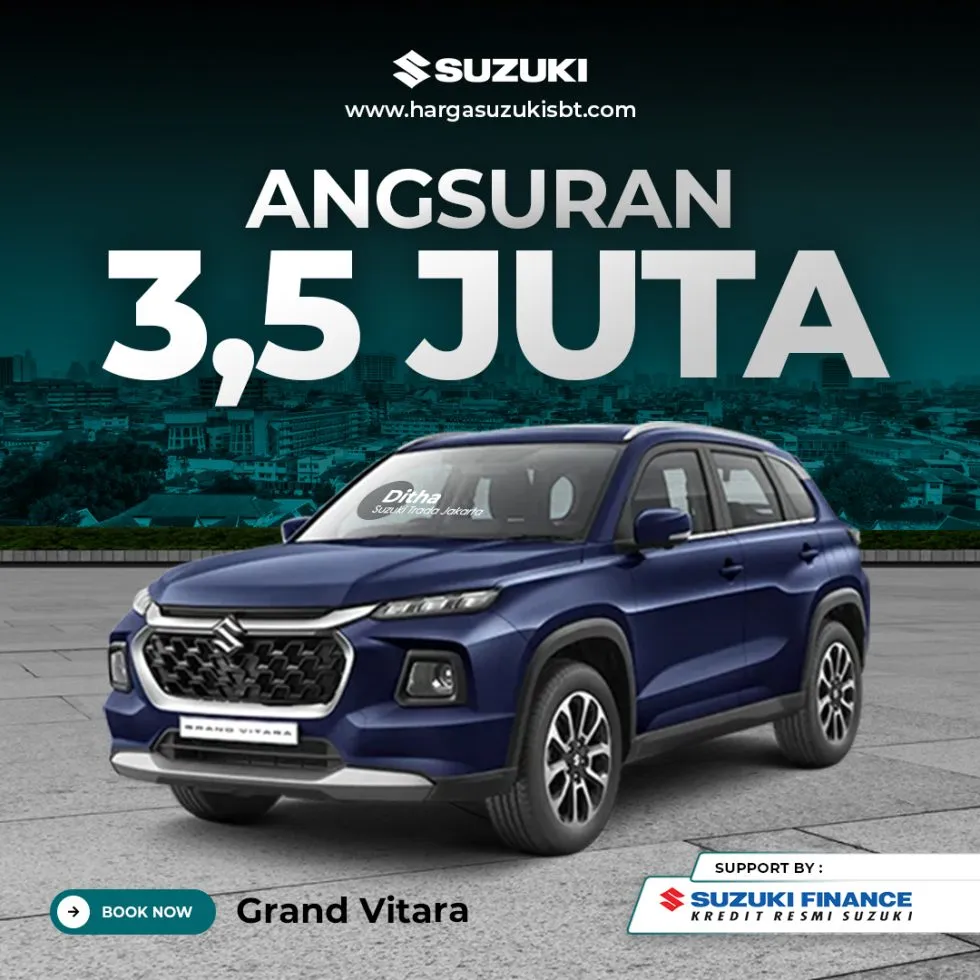 SUZUKI
www.hargasuzukisbt.com
ANGSURAN
3,5 JUTA
Ditha
Suzuki Trada Jakarta
GRAND VITARA
BOOK NOW
Grand Vitara
SUPPORT BY :
SUZUKI FINANCE
KREDIT RESMI SUZUKI